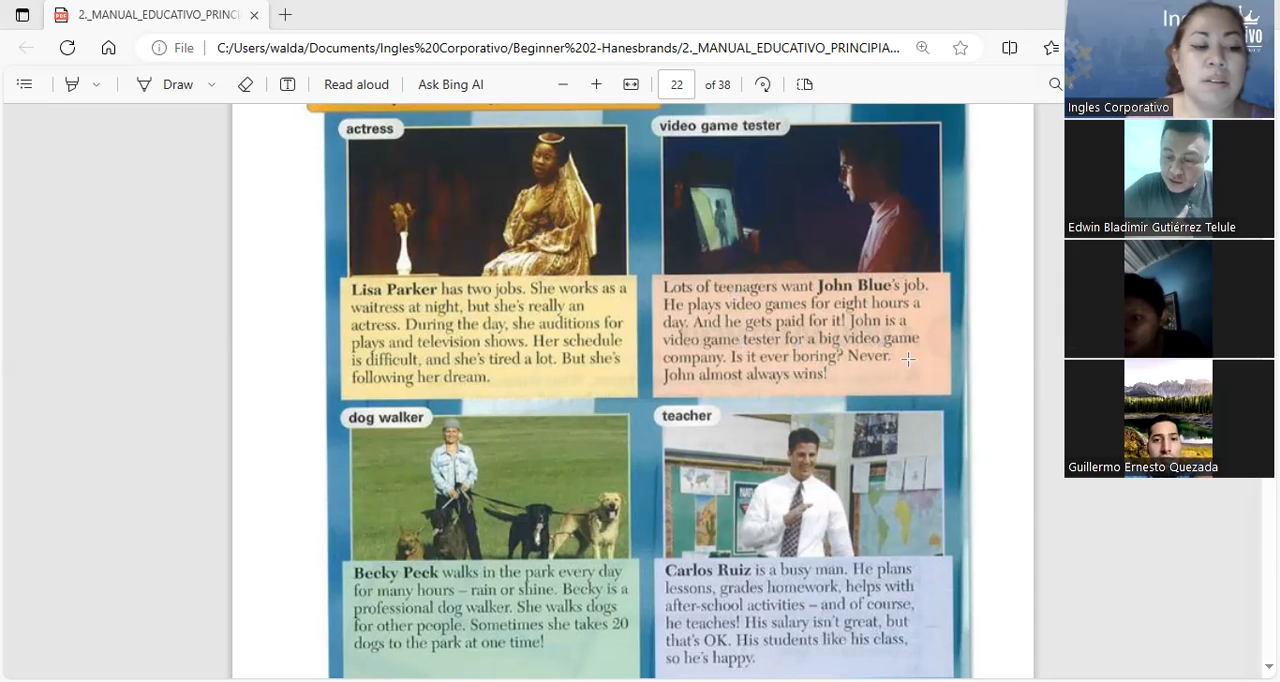 2._MANUAL_EDUCATIVO_PRINCI
File
C:/Users/walda/Documents/Ingles%20Corporativo/Beginner%202-Hanesbrands/2._MANUAL_EDUCATIVO_PRINCIPIA...
Draw
Read aloud
Ask Bing AI
22
of 38
Ingles Corporativo
Edwin Bladimir Gutiérrez Telule
Guillermo Ernesto Quezada
actress
Lisa Parker has two jobs. She works as a
waitress at night, but she's really an
actress. During the day, she auditions for
plays and television shows. Her schedule
is difficult, and she's tired a lot. But she's
following her dream.
video game tester
Lots of teenagers want John Blue's job.
He plays video games for eight hours a
day. And he gets paid for it! John is a
video game tester for a big video game
company. Is it ever boring? Never.
John almost always wins!
dog walker
Becky Peck walks in the park every day
for many hours – rain or shine. Becky is a
professional dog walker. She walks dogs
for other people. Sometimes she takes 20
dogs to the park at one time!
teacher
Carlos Ruiz is a busy man. He plans
lessons, grades homework, helps with
after-school activities – and of course,
he teaches! His salary isn't great, but
that's OK. His students like his class,
so he's happy.